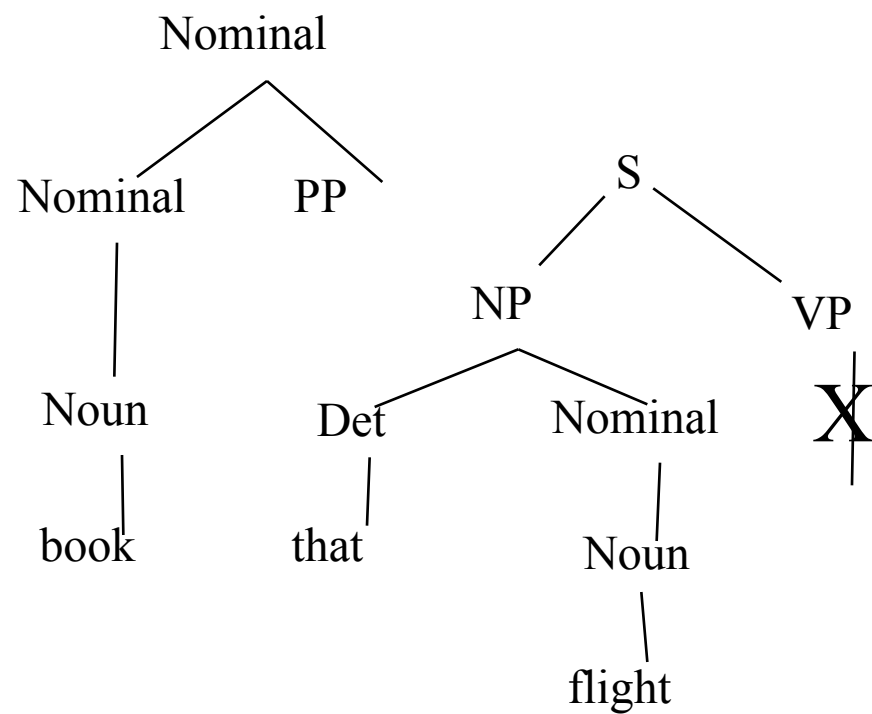 Nominal
S
Nominal PP
NP VP
Noun Det Nominal X
book that Noun
flight